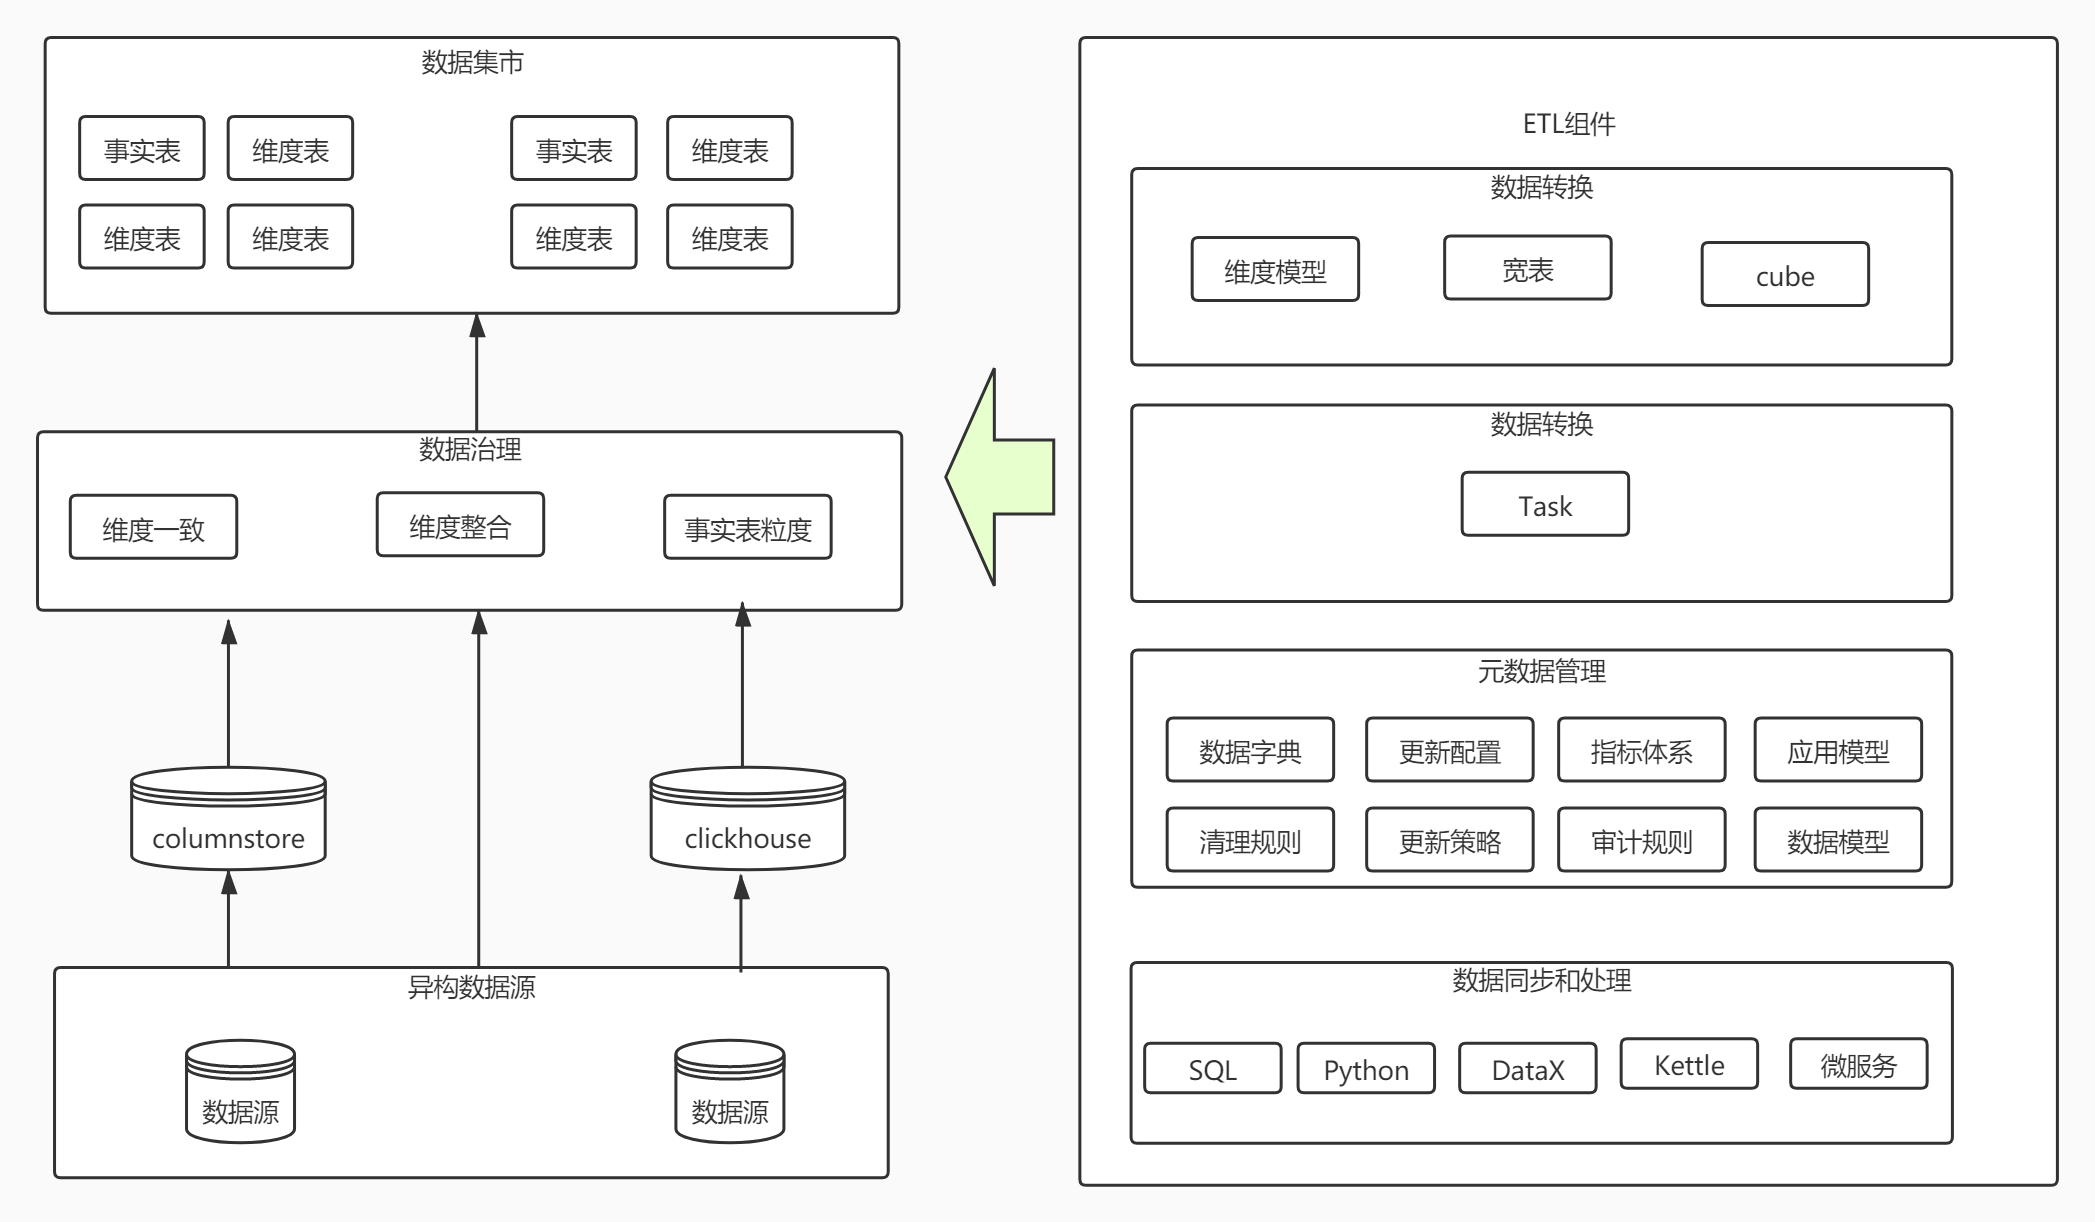 数据集市
事实表
维度表
事实表
维度表
维度表
维度表
维度表
维度表
数据治理
维度一致
维度整合
事实表粒度
columnstore
clickhouse
异构数据源
数据源
数据源
ETL组件
数据转换
维度模型
宽表
cube
数据转换
Task
元数据管理
数据字典
更新配置
指标体系
应用模型
清理规则
更新策略
审计规则
数据模型
数据同步和处理
SQL
Python
DataX
Kettle
微服务